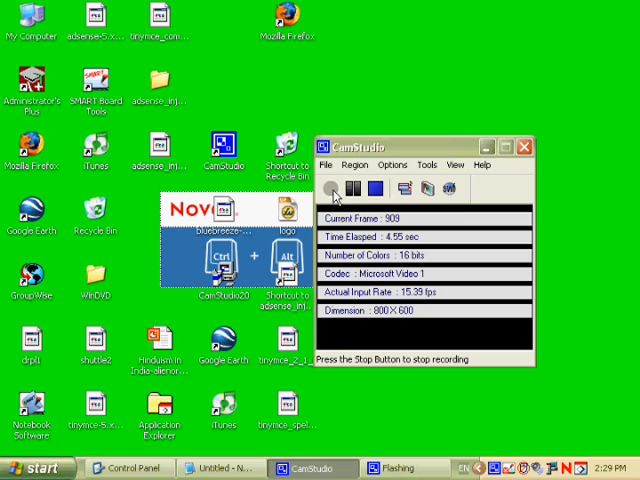 My Computer
adsense-5.x...
tinymce_com...
Mozilla Firefox
Administrator's
Plus
SMART Board
Tools
adsense_inj...
Mozilla Firefox
iTunes
adsense_inj...
CamStudio
Shortcut to
Recycle Bin
Google Earth
Recycle Bin
bluebreeze-...
logo
Ctrl
+
Alt
GroupWise
WinDVD
CamStudio20
Shortcut to
adsense_inj...
drpl1
shuttle2
Hinduism in
India-alienor...
Google Earth
tinymce_2_1_
Notebook
Software
tinymce-5.x...
Application
Explorer
iTunes
tinymce_spel...
CamStudio
File Region Options Tools View Help
Current Frame : 909
Time Elasped : 4.55 sec
Number of Colors : 16 bits
Codec : Microsoft Video 1
Actual Input Rate : 15.39 fps
Dimension : 800 X 600
Press the Stop Button to stop recording
start
Control Panel
Untitled - N...
CamStudio
Flashing
EN
2:29 PM